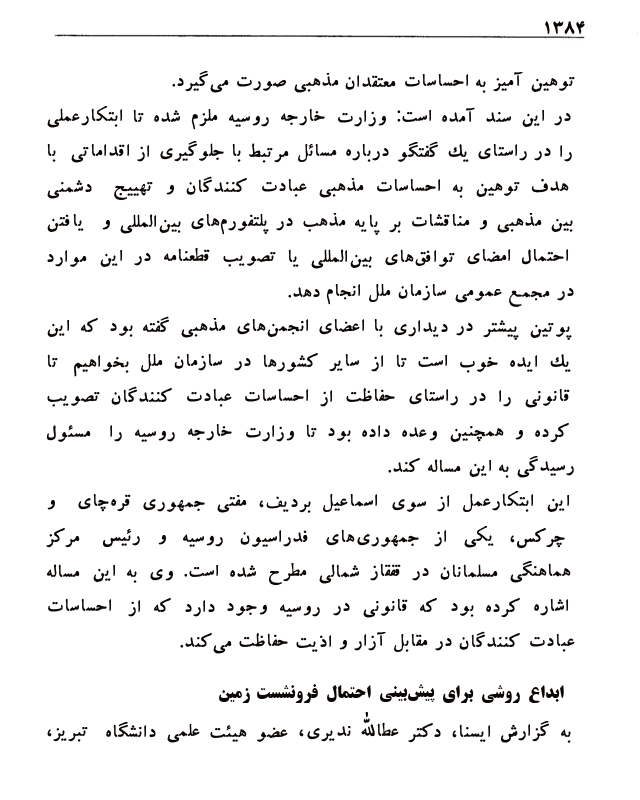 ۱۳۸۴
توهین آمیز به احساسات معتقدان مذهبی صورت می‌گیرد.
در این سند آمده است: وزارت خارجه روسیه ملزم شده تا ابتکارعملی
را در راستای یك گفتگو درباره مسائل مرتبط با جلوگیری از اقداماتی با
هدف توهین به احساسات مذهبی عبادت کنندگان و تهییج دشمنی
بین مذهبی و مناقشات بر پایه مذهب در پلتفورم‌های بین‌المللی و یافتن
احتمال امضای توافق‌های بین‌المللی یا تصویب قطعنامه در این موارد
در مجمع عمومی سازمان ملل انجام دهد.
پوتین پیشتر در دیداری با اعضای انجمن‌های مذهبی گفته بود که این
یك ایده خوب است تا از سایر کشورها در سازمان ملل بخواهیم تا
قانونی را در راستای حفاظت از احساسات عبادت کنندگان تصویب
کرده و همچنین وعده داده بود تا وزارت خارجه روسیه را مسئول
رسیدگی به این مساله کند.
این ابتکارعمل از سوی اسماعیل بردیف، مفتی جمهوری قره‌چای و
چرکس، یکی از جمهوری‌های فدراسیون روسیه و رئیس مرکز
هماهنگی مسلمانان در قفقاز شمالی مطرح شده است. وی به این مساله
اشاره کرده بود که قانونی در روسیه وجود دارد که از احساسات
عبادت کنندگان در مقابل آزار و اذیت حفاظت می‌کند.
ابداع روشی برای پیش‌بینی احتمال فرونشست زمین
به گزارش ایسنا، دکتر عطاالله ندیری، عضو هیئت علمی دانشگاه تبریز،